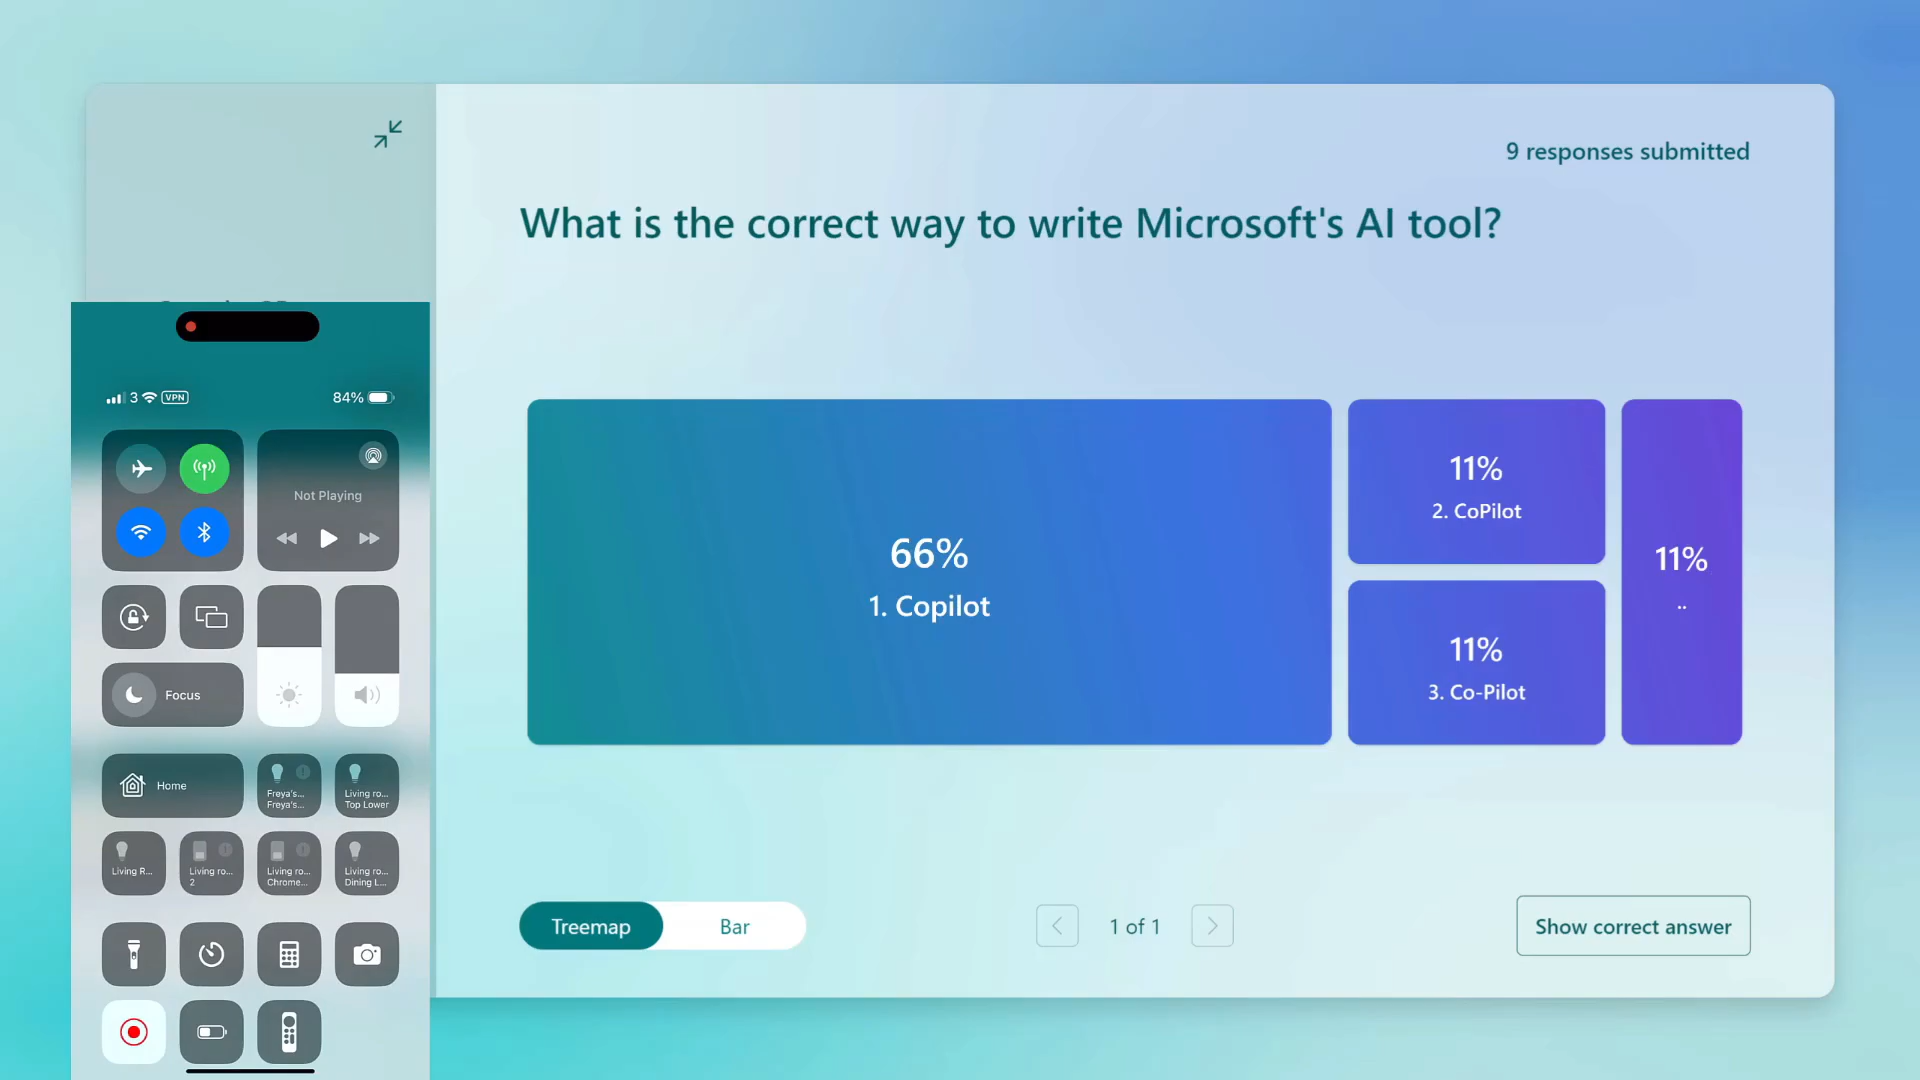 9 responses submitted
What is the correct way to write Microsoft's AI tool?
66%
1. Copilot
11%
2. CoPilot
11%
3. Co-Pilot
11%
..
Treemap
Bar
1 of 1
Show correct answer
3 VPN
84%
Not Playing
Focus
Home
Freya's...
Freya's...
Living ro...
Top Lower
Living R...
Living ro...
2
Living ro...
Chrome...
Living ro...
Dining L...